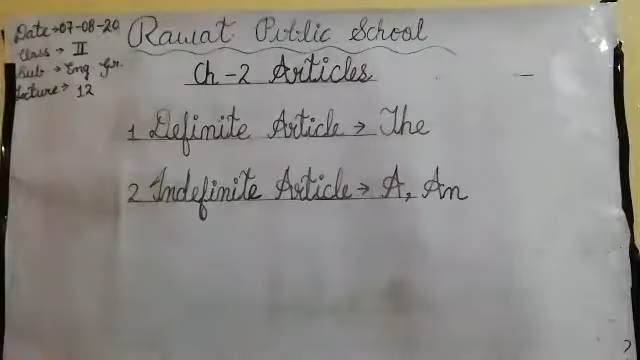 Date→07-08-20
Class → II
Sub → Eng Gr.
Lecture→ 12
Rawat Public School
Ch-2 Articles
1 Definite Article → The
2 Indefinite Article → A, An